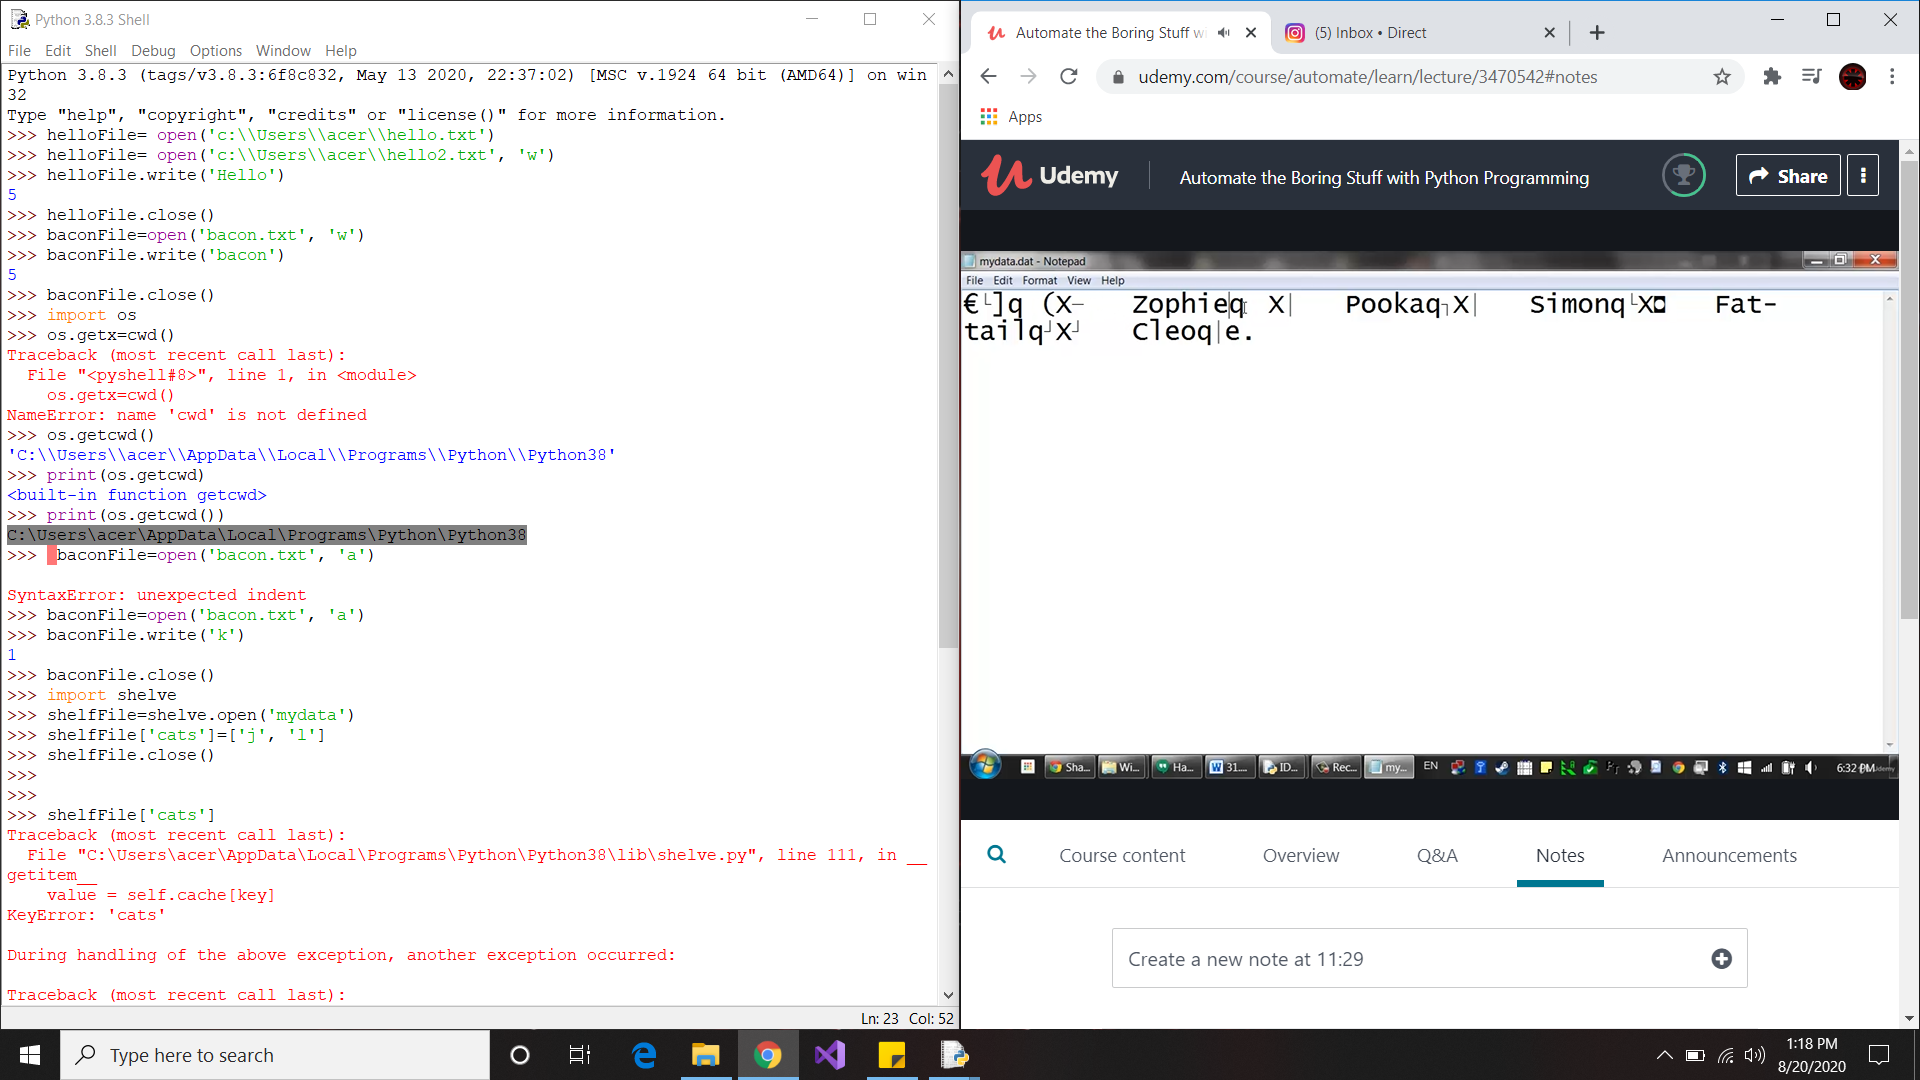 Python 3.8.3 Shell
File Edit Shell Debug Options Window Help
Python 3.8.3 (tags/v3.8.3:6f8c832, May 13 2020, 22:37:02) [MSC v.1924 64 bit (AMD64)] on win
32
Type "help", "copyright", "credits" or "license()" for more information.
>>> helloFile= open('c:\\Users\\acer\\hello.txt')
>>> helloFile= open('c:\\Users\\acer\\hello2.txt', 'w')
>>> helloFile.write('Hello')
5
>>> helloFile.close()
>>> baconFile=open('bacon.txt', 'w')
>>> baconFile.write('bacon')
5
>>> baconFile.close()
>>> import os
>>> os.getx=cwd()
Traceback (most recent call last):
  File "<pyshell#8>", line 1, in <module>
    os.getx=cwd()
NameError: name 'cwd' is not defined
>>> os.getcwd()
'C:\\Users\\acer\\AppData\\Local\\Programs\\Python\\Python38'
>>> print(os.getcwd)
<built-in function getcwd>
>>> print(os.getcwd())
C:\Users\acer\AppData\Local\Programs\Python\Python38
>>>  baconFile=open('bacon.txt', 'a')
SyntaxError: unexpected indent
>>> baconFile=open('bacon.txt', 'a')
>>> baconFile.write('k')
1
>>> baconFile.close()
>>> import shelve
>>> shelfFile=shelve.open('mydata')
>>> shelfFile['cats']=['j', 'l']
>>> shelfFile.close()
>>>
>>>
>>> shelfFile['cats']
Traceback (most recent call last):
  File "C:\Users\acer\AppData\Local\Programs\Python\Python38\lib\shelve.py", line 111, in __
getitem__
    value = self.cache[key]
KeyError: 'cats'
During handling of the above exception, another exception occurred:
Traceback (most recent call last):
Ln: 23 Col: 52
Automate the Boring Stuff wi
(5) Inbox • Direct
udemy.com/course/automate/learn/lecture/3470542#notes
Apps
Udemy
Automate the Boring Stuff with Python Programming
Share
mydata.dat - Notepad
File Edit Format View Help
€└]q (X─ Zophieq X| Pookaq┐X| Simonq└X◘ Fat-
tailq┘X┘ Cleoq|e.
Sha... Wi... Ha... 31.... ID... Rec... my... EN 6:32 PM
Course content Overview Q&A Notes Announcements
Create a new note at 11:29
Type here to search
1:18 PM
8/20/2020